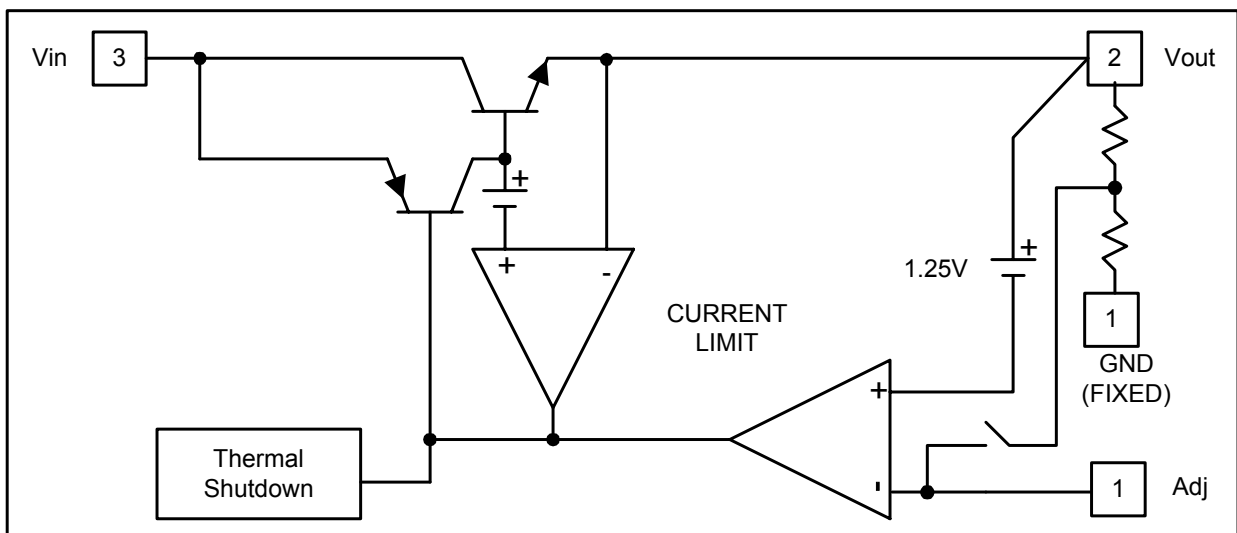 Vin 3
2 Vout
+
+ -
1.25V +
CURRENT
LIMIT
1
GND
(FIXED)
+
Thermal
Shutdown
-
1 Adj